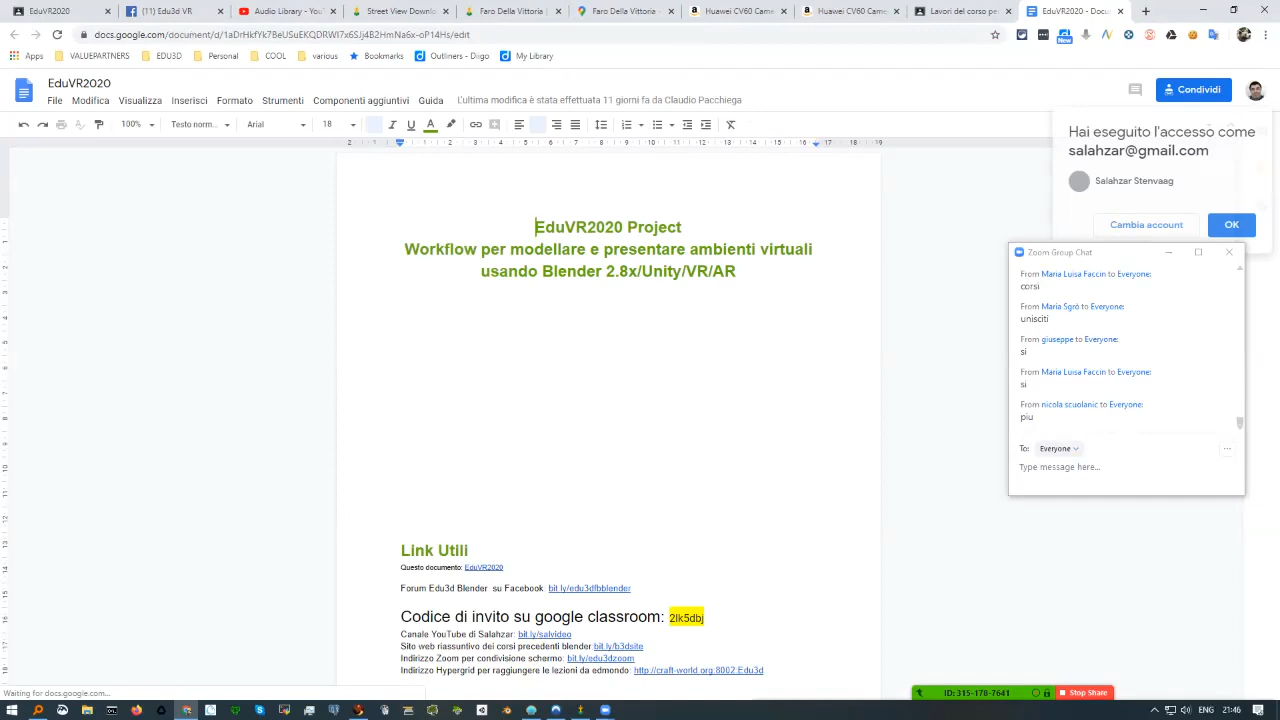 EduVR2020
Edu3d VR
Audio Library - You
Street View Downlo
Faro Della Vittoria -
Faro Della Vittoria -
Huawei CV60 Came
Huawei CV60 Came
Lavori del corso per
EduVR2020 - Docun
docs.google.com/document/d/1aDrHkfYk7BeUSuEKQDRWI7x6SJj4B2HmNa6x-oP14Hs/edit
Apps
VALUEPARTNERS
EDU3D
Personal
COOL
various
Bookmarks
Outliners - Diigo
My Library
New
EduVR2020
File Modifica Visualizza Inserisci Formato Strumenti Componenti aggiuntivi Guida
L'ultima modifica è stata effettuata 11 giorni fa da Claudio Pacchiega
Condividi
100%
Testo norm...
Arial
18
Hai eseguito l'accesso come
salahzar@gmail.com
Salahzar Stenvaag
Cambia account
OK
EduVR2020 Project
Workflow per modellare e presentare ambienti virtuali
usando Blender 2.8x/Unity/VR/AR
Zoom Group Chat
From Maria Luisa Faccin to Everyone:
corsi
From Maria Sgrò to Everyone:
unisciti
From giuseppe to Everyone:
si
From Maria Luisa Faccin to Everyone:
si
From nicola scuolanic to Everyone:
piu
To: Everyone
Type message here...
Link Utili
Questo documento: EduVR2020
Forum Edu3d Blender su Facebook bit.ly/edu3dfbblender
Codice di invito su google classroom: 2lk5dbj
Canale YouTube di Salahzar: bit.ly/salvideo
Sito web riassuntivo dei corsi precedenti blender bit.ly/b3dsite
Indirizzo Zoom per condivisione schermo: bit.ly/edu3dzoom
Indirizzo Hypergrid per raggiungere le lezioni da edmondo: http://craft-world.org:8002:Edu3d
Waiting for docs.google.com...
ID: 315-178-7641
Stop Share
ENG
21:46